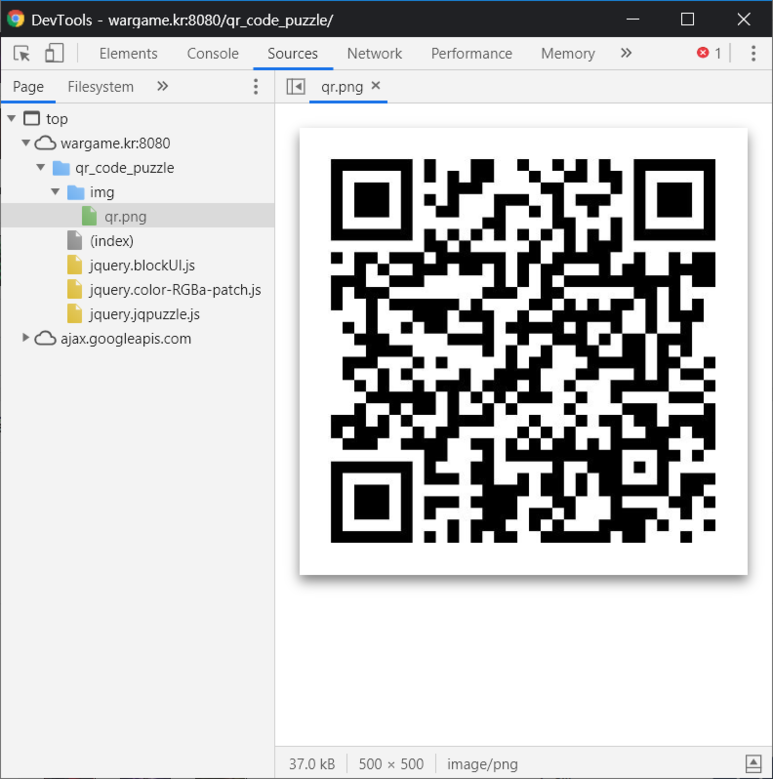 DevTools - wargame.kr:8080/qr_code_puzzle/
Elements Console Sources Network Performance Memory » 1
Page Filesystem »
qr.png ×
top
wargame.kr:8080
qr_code_puzzle
img
qr.png
(index)
jquery.blockUI.js
jquery.color-RGBa-patch.js
jquery.jqpuzzle.js
ajax.googleapis.com
37.0 kB 500 × 500 image/png